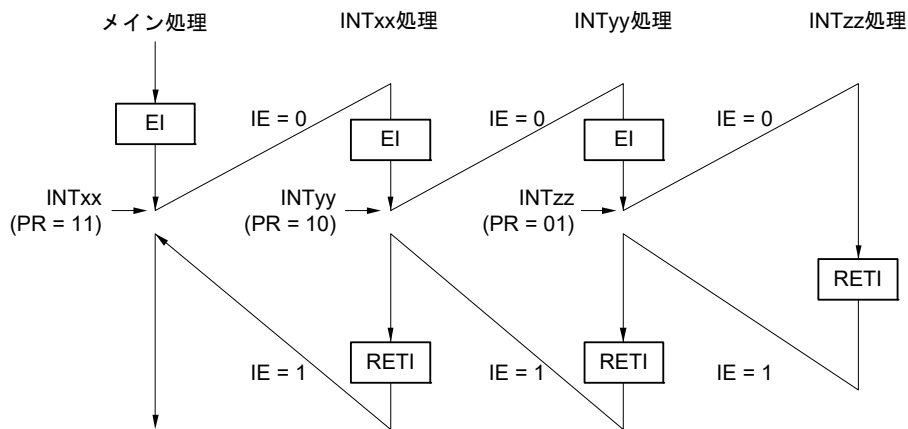 メイン処理
INTxx処理
INTyy処理
INTzz処理
EI
IE = 0
EI
IE = 0
EI
IE = 0
INTxx
(PR = 11)
INTyy
(PR = 10)
INTzz
(PR = 01)
RETI
IE = 1
RETI
IE = 1
RETI
IE = 1